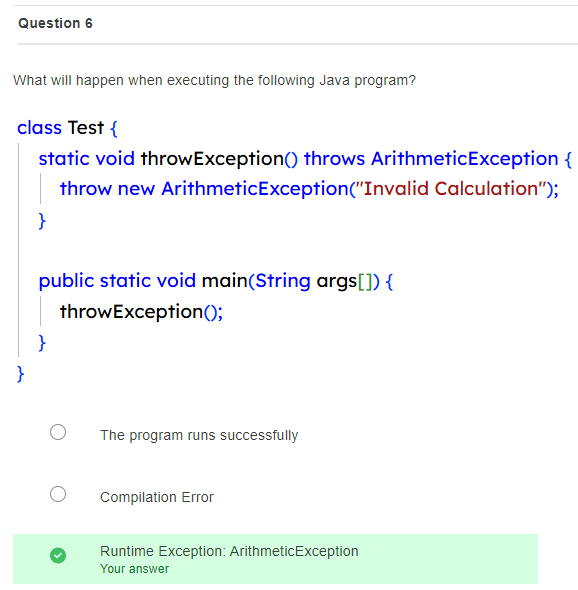 Question 6
What will happen when executing the following Java program?
class Test {
static void throwException() throws ArithmeticException {
throw new ArithmeticException("Invalid Calculation");
}
public static void main(String args[]) {
throwException();
}
}
The program runs successfully
Compilation Error
Runtime Exception: ArithmeticException
Your answer